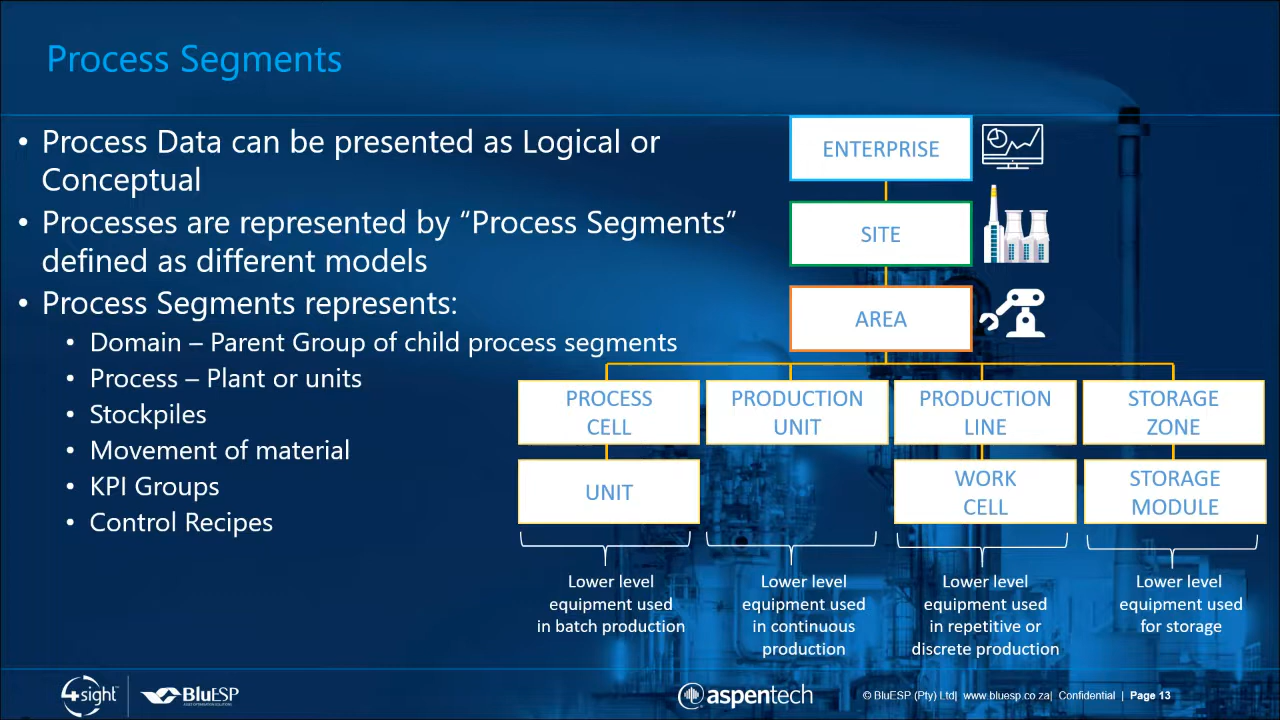 Process Segments
• Process Data can be presented as Logical or
Conceptual
• Processes are represented by “Process Segments”
defined as different models
• Process Segments represents:
• Domain – Parent Group of child process segments
• Process – Plant or units
• Stockpiles
• Movement of material
• KPI Groups
• Control Recipes
ENTERPRISE
SITE
AREA
PROCESS
CELL
PRODUCTION
UNIT
PRODUCTION
LINE
STORAGE
ZONE
UNIT
WORK
CELL
STORAGE
MODULE
Lower level
equipment used
in batch production
Lower level
equipment used
in continuous
production
Lower level
equipment used
in repetitive or
discrete production
Lower level
equipment used
for storage
4sight
BluESP
ASSET OPTIMISATION SOLUTIONS
aspentech
© BluESP (Pty) Ltd| www.bluesp.co.za| Confidential | Page 13